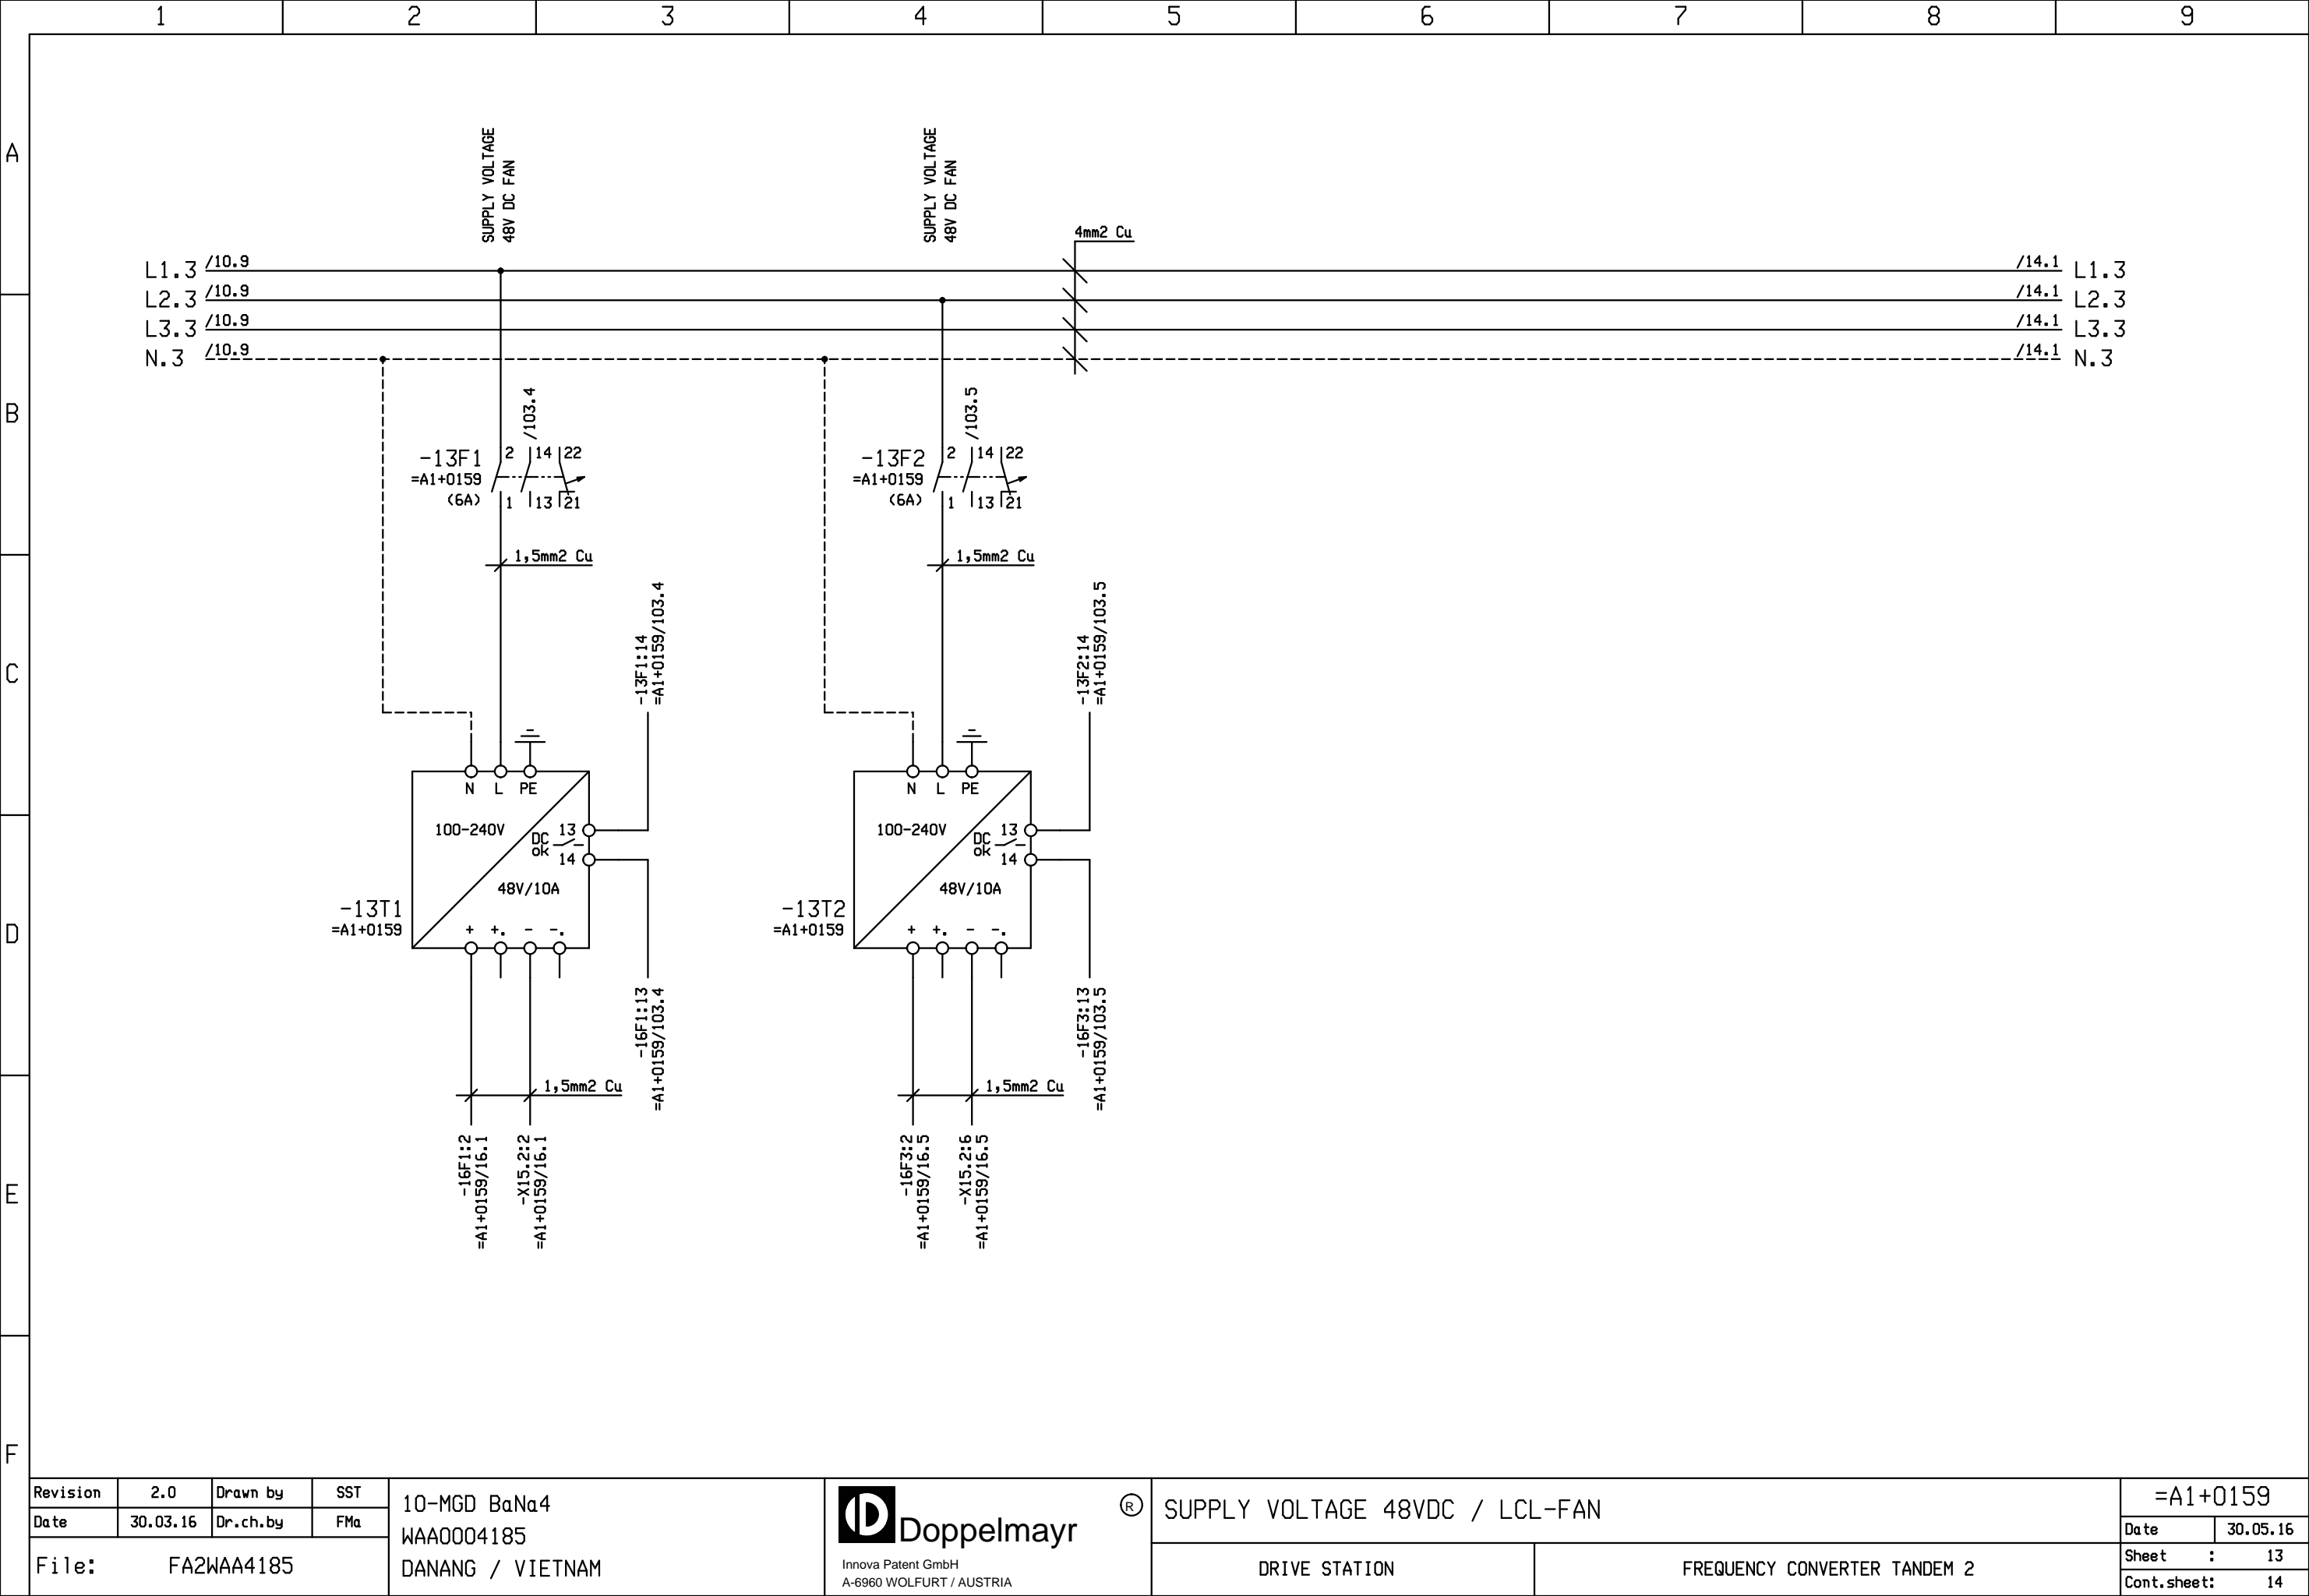 1 2 3 4 5 6 7 8 9
A
B
C
D
E
F
SUPPLY VOLTAGE
48V DC FAN
SUPPLY VOLTAGE
48V DC FAN
4mm2 Cu
L1.3 /10.9 /14.1 L1.3
L2.3 /10.9 /14.1 L2.3
L3.3 /10.9 /14.1 L3.3
N.3 /10.9 /14.1 N.3
/103.4
-13F1
=A1+0159
(6A)
2 14 22
1 13 21
1,5mm2 Cu
-13F1:14
=A1+0159/103.4
N L PE
100-240V
DC
ok
13
14
48V/10A
-13T1
=A1+0159
+ +. - -.
-16F1:13
=A1+0159/103.4
1,5mm2 Cu
-16F1:2
=A1+0159/16.1
-X15.2:2
=A1+0159/16.1
/103.5
-13F2
=A1+0159
(6A)
2 14 22
1 13 21
1,5mm2 Cu
-13F2:14
=A1+0159/103.5
N L PE
100-240V
DC
ok
13
14
48V/10A
-13T2
=A1+0159
+ +. - -.
-16F3:13
=A1+0159/103.5
1,5mm2 Cu
-16F3:2
=A1+0159/16.5
-X15.2:6
=A1+0159/16.5
Revision 2.0 Drawn by SST
Date 30.03.16 Dr.ch.by FMa
File: FA2WAA4185
10-MGD BaNa4
WAA0004185
DANANG / VIETNAM
Doppelmayr ®
Innova Patent GmbH
A-6960 WOLFURT / AUSTRIA
SUPPLY VOLTAGE 48VDC / LCL-FAN
DRIVE STATION
FREQUENCY CONVERTER TANDEM 2
=A1+0159
Date 30.05.16
Sheet : 13
Cont.sheet: 14